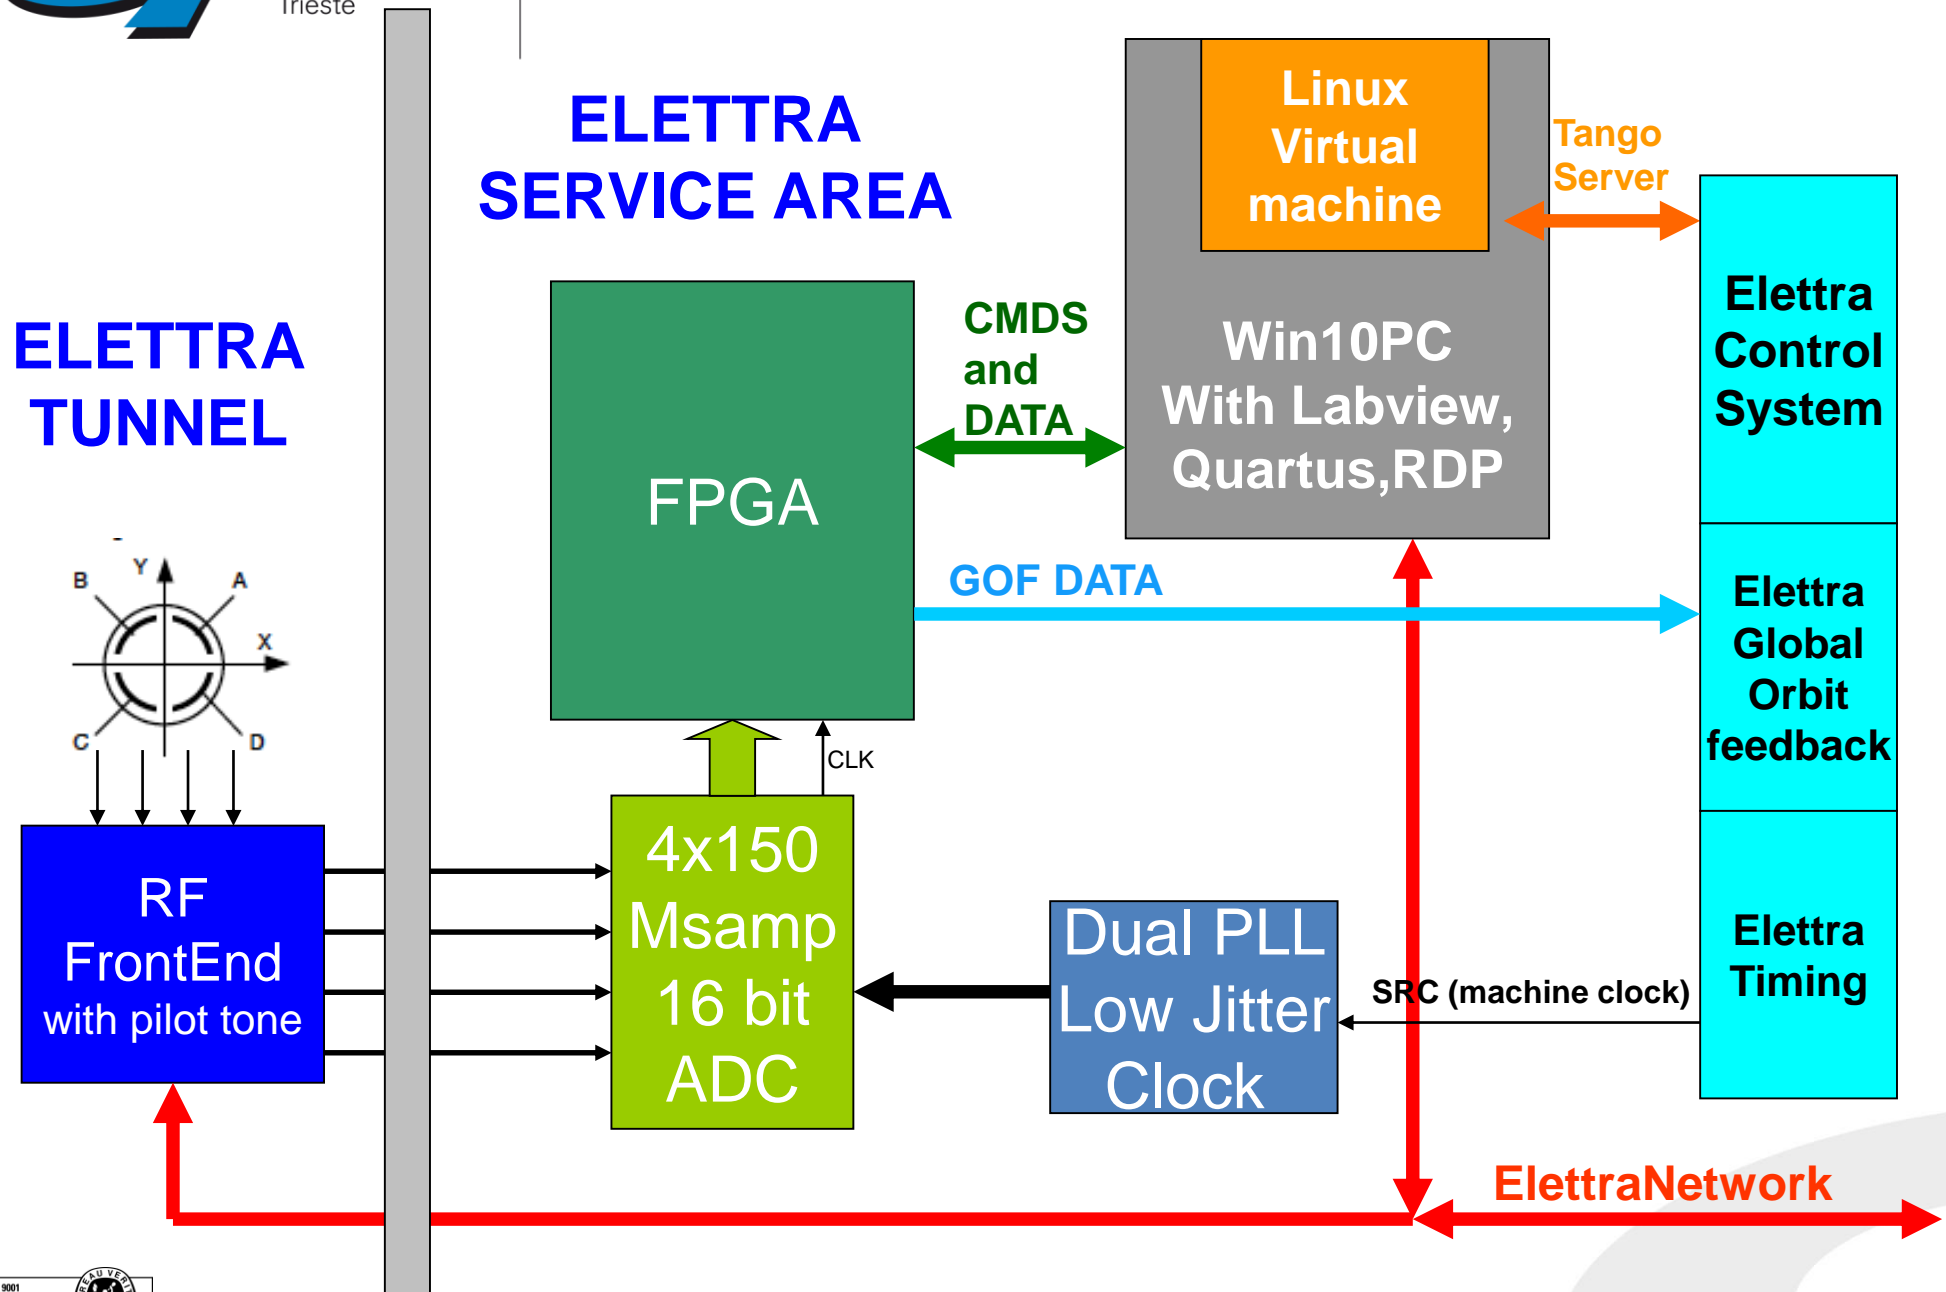 Trieste
ELETTRA
SERVICE AREA
ELETTRA
TUNNEL
Linux
Virtual
machine
Tango
Server
Win10PC
With Labview,
Quartus,RDP
CMDS
and
DATA
FPGA
GOF DATA
Elettra
Control
System
Elettra
Global
Orbit
feedback
Elettra
Timing
B
Y
A
X
C
D
CLK
RF
FrontEnd
with pilot tone
4x150
Msamp
16 bit
ADC
Dual PLL
Low Jitter
Clock
SRC (machine clock)
ElettraNetwork
9001